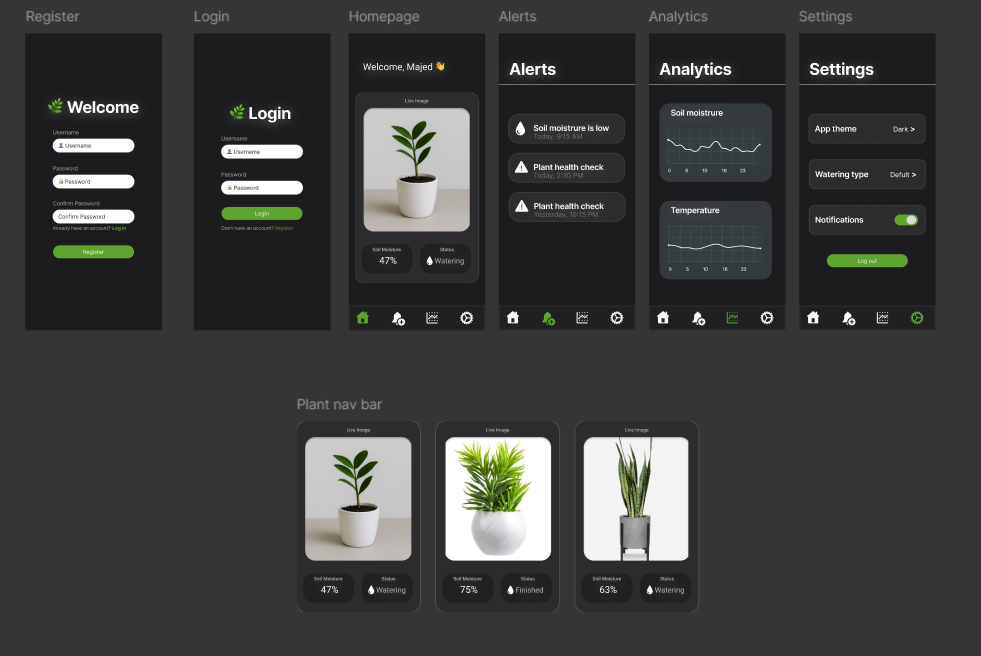 Register
Login
Homepage
Alerts
Analytics
Settings
Welcome
Username
Username
Password
Password
Confirm Password
Confirm Password
Already have an account? Log in
Register
Login
Username
Username
Password
Password
Login
Don't have an account? Register
Welcome, Majed 👋
Live Image
Soil Moisture
47%
Status
Watering
Alerts
Soil moistrure is low
Today, 9:15 AM
Plant health check
Today, 2:30 PM
Plant health check
Yesterday, 10:15 PM
Analytics
Soil moistrure
0 6 10 16 23
Temperature
0 5 10 16 23
Settings
App theme
Dark >
Watering type
Defult >
Notifications
Log out
Plant nav bar
Live Image
Soil Moisture
47%
Status
Watering
Live Image
Soil Moisture
75%
Status
Finished
Live Image
Soil Moisture
63%
Status
Watering